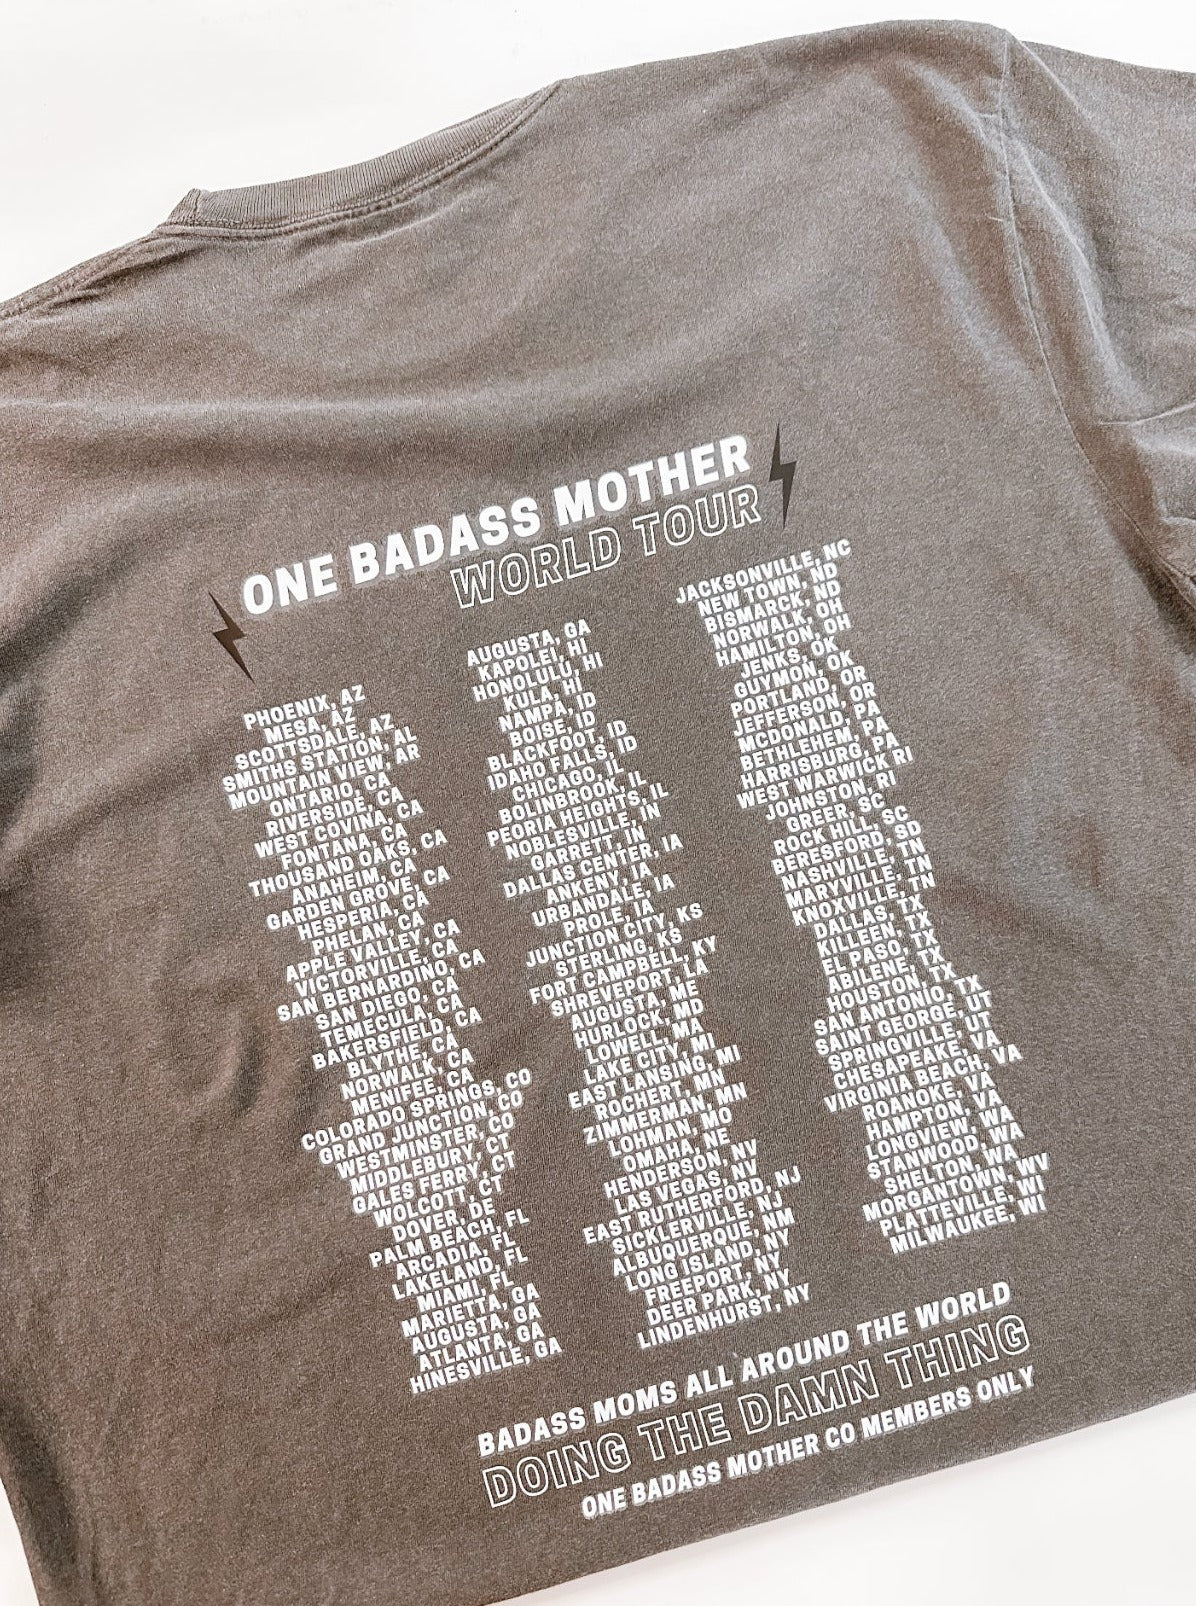 ONE BADASS MOTHER
WORLD TOUR
PHOENIX, AZ
MESA, AZ
SCOTTSDALE, AZ
SMITHS STATION, AL
MOUNTAIN VIEW, AR
ONTARIO, CA
RIVERSIDE, CA
WEST COVINA, CA
FONTANA, CA
THOUSAND OAKS, CA
ANAHEIM, CA
GARDEN GROVE, CA
HESPERIA, CA
PHELAN, CA
APPLE VALLEY, CA
VICTORVILLE, CA
SAN BERNARDINO, CA
SAN DIEGO, CA
TEMECULA, CA
BAKERSFIELD, CA
BLYTHE, CA
NORWALK, CA
MENIFEE, CA
COLORADO SPRINGS, CO
GRAND JUNCTION, CO
WESTMINSTER, CO
MIDDLEBURY, CT
GALES FERRY, CT
WOLCOTT, CT
DOVER, DE
PALM BEACH, FL
ARCADIA, FL
LAKELAND, FL
MIAMI, FL
MARIETTA, GA
AUGUSTA, GA
ATLANTA, GA
HINESVILLE, GA
AUGUSTA, GA
KAPOLEI, HI
HONOLULU, HI
KULA, HI
NAMPA, ID
BOISE, ID
BLACKFOOT, ID
IDAHO FALLS, ID
CHICAGO, IL
BOLINBROOK, IL
PEORIA HEIGHTS, IL
NOBLESVILLE, IN
GARRETT, IN
DALLAS CENTER, IA
ANKENY, IA
URBANDALE, IA
PROLE, IA
JUNCTION CITY, KS
STERLING, KS
FORT CAMPBELL, KY
SHREVEPORT, LA
AUGUSTA, ME
HURLOCK, MD
LOWELL, MA
LAKE CITY, MI
EAST LANSING, MI
ROCHERT, MN
ZIMMERMAN, MN
LOHMAN, MO
OMAHA, NE
HENDERSON, NV
LAS VEGAS, NV
EAST RUTHERFORD, NJ
SICKLERVILLE, NJ
ALBUQUERQUE, NM
LONG ISLAND, NY
FREEPORT, NY
DEER PARK, NY
LINDENHURST, NY
JACKSONVILLE, NC
NEW TOWN, ND
BISMARCK, ND
NORWALK, OH
HAMILTON, OH
JENKS, OK
GUYMON, OK
PORTLAND, OR
JEFFERSON, OR
MCDONALD, PA
BETHLEHEM, PA
HARRISBURG, PA
WEST WARWICK RI
JOHNSTON, RI
GREER, SC
ROCK HILL, SC
BERESFORD, SD
NASHVILLE, TN
MARYVILLE, TN
KNOXVILLE, TN
DALLAS, TX
KILLEEN, TX
EL PASO, TX
ABILENE, TX
HOUSTON, TX
SAN ANTONIO, TX
SAINT GEORGE, UT
SPRINGVILLE, UT
CHESAPEAKE, VA
VIRGINIA BEACH, VA
ROANOKE, VA
HAMPTON, VA
LONGVIEW, WA
STANWOOD, WA
SHELTON, WA
MORGANTOWN, WV
PLATTEVILLE, WI
MILWAUKEE, WI
BADASS MOMS ALL AROUND THE WORLD
DOING THE DAMN THING
ONE BADASS MOTHER CO MEMBERS ONLY